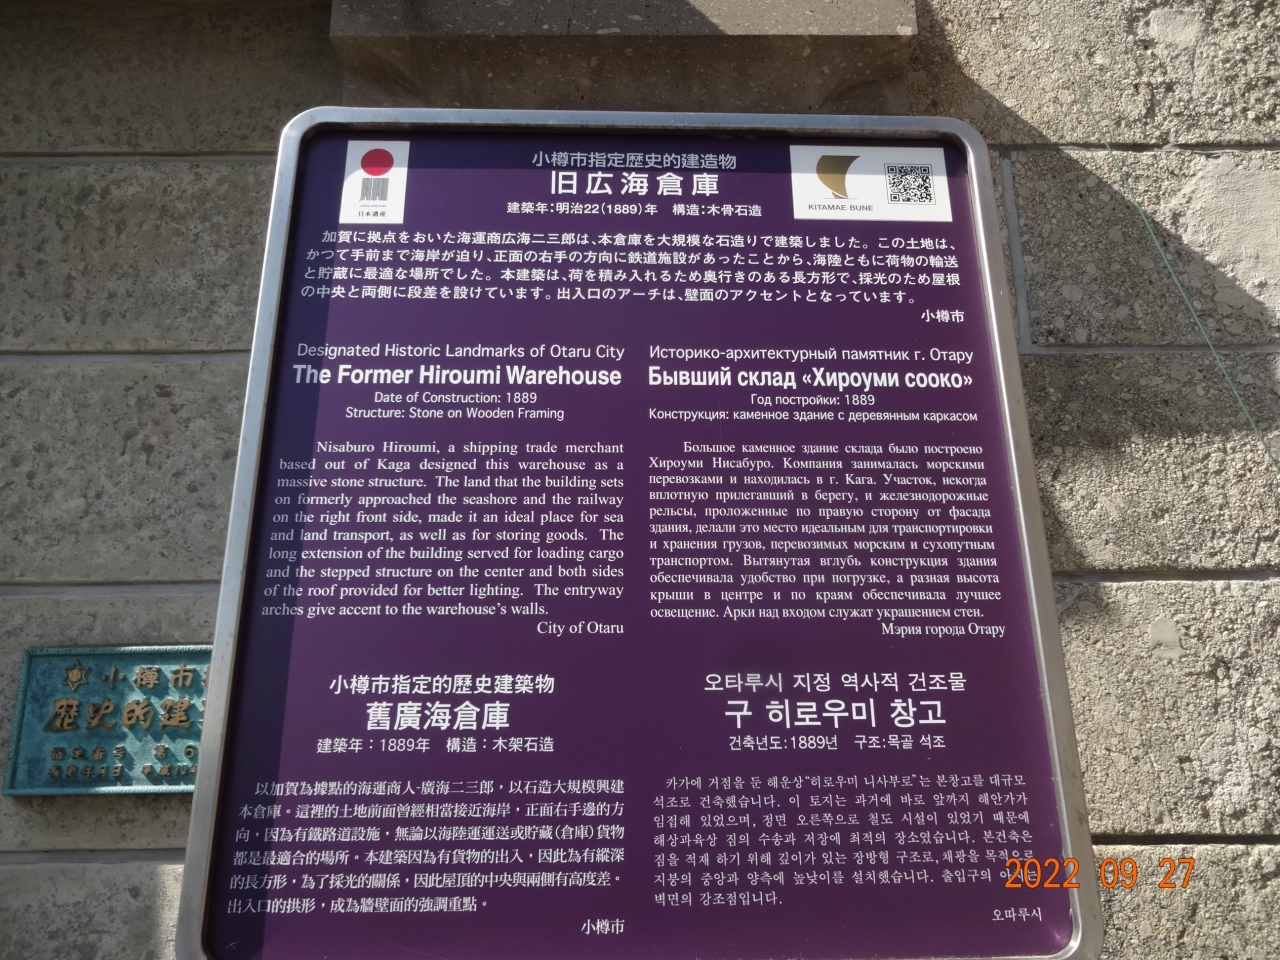 日本遺産
小樽市指定歴史的建造物
旧広海倉庫
建築年:明治22(1889)年 構造:木骨石造
KITAMAE-BUNE
加賀に拠点をおいた海運商広海二三郎は、本倉庫を大規模な石造りで建築しました。この土地は、
かつて手前まで海岸が迫り、正面の右手の方向に鉄道施設があったことから、海陸ともに荷物の輸送
と貯蔵に最適な場所でした。本建築は、荷を積み入れるため奥行きのある長方形で、採光のため屋根
の中央と両側に段差を設けています。出入口のアーチは、壁面のアクセントとなっています。
小樽市
Designated Historic Landmarks of Otaru City
The Former Hiroumi Warehouse
Date of Construction: 1889
Structure: Stone on Wooden Framing
Nisaburo Hiroumi, a shipping trade merchant
based out of Kaga designed this warehouse as a
massive stone structure. The land that the building sets
on formerly approached the seashore and the railway
on the right front side, made it an ideal place for sea
and land transport, as well as for storing goods. The
long extension of the building served for loading cargo
and the stepped structure on the center and both sides
of the roof provided for better lighting. The entryway
arches give accent to the warehouse's walls.
City of Otaru
Историко-архитектурный памятник г. Отару
Бывший склад «Хироуми сооко»
Год постройки: 1889
Конструкция: каменное здание с деревянным каркасом
Большое каменное здание склада было построено
Хироуми Нисабуро. Компания занималась морскими
перевозками и находилась в г. Кага. Участок, некогда
вплотную прилегавший в берегу, и железнодорожные
рельсы, проложенные по правую сторону от фасада
здания, делали это место идеальным для транспортировки
и хранения грузов, перевозимых морским и сухопутным
транспортом. Вытянутая вглубь конструкция здания
обеспечивала удобство при погрузке, а разная высота
крыши в центре и по краям обеспечивала лучшее
освещение. Арки над входом служат украшением стен.
Мэрия города Отару
小樽市指定的歷史建築物
舊廣海倉庫
建築年：1889年 構造：木架石造
以加賀為據點的海運商人-廣海二三郎，以石造大規模興建
本倉庫。這裡的土地前面曾經相當接近海岸，正面右手邊的方
向，因為有鐵路道設施，無論以海陸運運送或貯藏(倉庫)貨物
都是最適合的場所。本建築因為有貨物的出入，因此為有縱深
的長方形，為了採光的關係，因此屋頂的中央與兩側有高度差。
出入口的拱形，成為牆壁面的強調重點。
小樽市
오타루시 지정 역사적 건조물
구 히로우미 창고
건축년도:1889년 구조:목골 석조
카가에 거점을 둔 해운상“히로우미 니사부로”는 본창고를 대규모
석조로 건축했습니다. 이 토지는 과거에 바로 앞까지 해안가가
임접해 있었으며, 정면 오른쪽으로 철도 시설이 있었기 때문에
해상과육상 짐의 수송과 저장에 최적의 장소였습니다. 본건축은
짐을 적재 하기 위해 깊이가 있는 장방형 구조로, 채광을 목적으로
지붕의 중앙과 양측에 높낮이를 설치했습니다. 출입구의
벽면의 강조점입니다.
오따루시
小樽市
歴史的建
2022 09 27